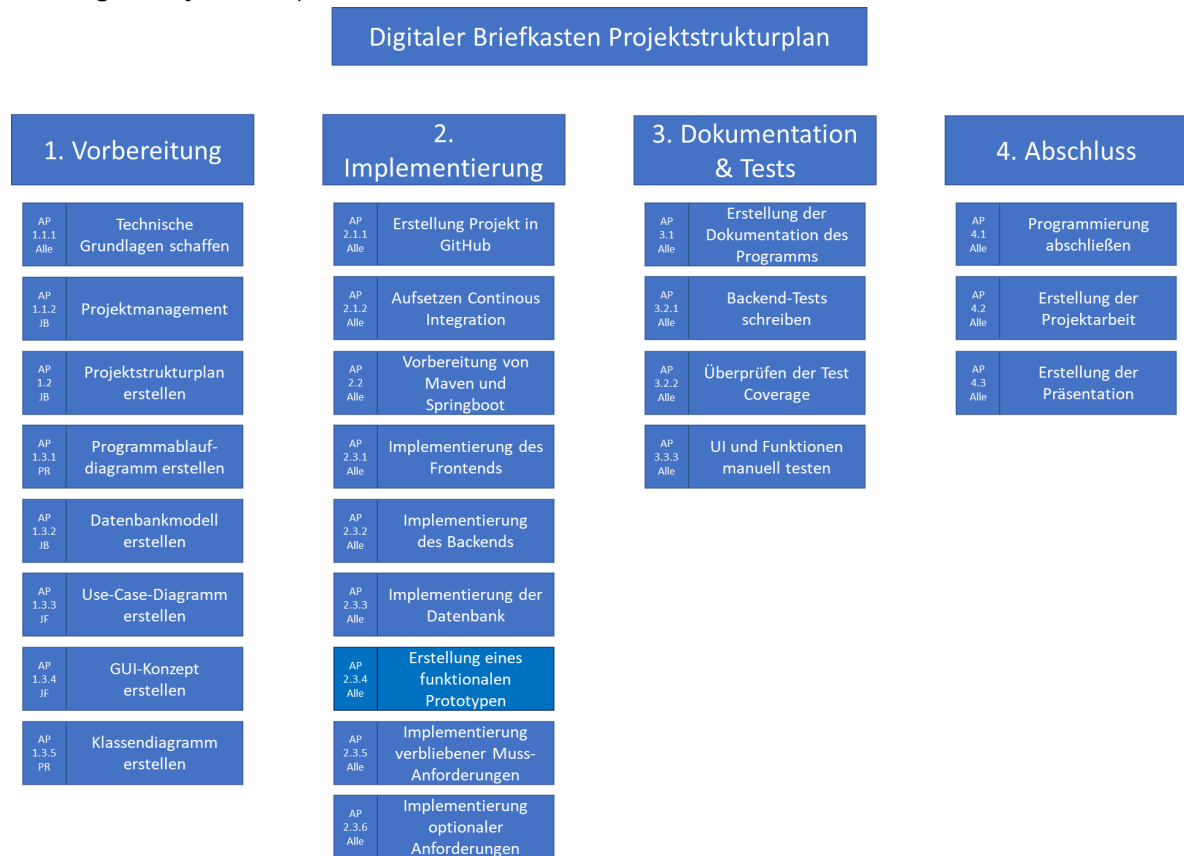 Digitaler Briefkasten Projektstrukturplan
1. Vorbereitung
AP
1.1.1
Alle
Technische
Grundlagen schaffen
AP
1.1.2
JB
Projektmanagement
AP
1.2
JB
Projektstrukturplan
erstellen
AP
1.3.1
PR
Programmablauf-
diagramm erstellen
AP
1.3.2
JB
Datenbankmodell
erstellen
AP
1.3.3
JF
Use-Case-Diagramm
erstellen
AP
1.3.4
JF
GUI-Konzept
erstellen
AP
1.3.5
PR
Klassendiagramm
erstellen
2.
Implementierung
AP
2.1.1
Alle
Erstellung Projekt in
GitHub
AP
2.1.2
Alle
Aufsetzen Continous
Integration
AP
2.2
Alle
Vorbereitung von
Maven und
Springboot
AP
2.3.1
Alle
Implementierung des
Frontends
AP
2.3.2
Alle
Implementierung
des Backends
AP
2.3.3
Alle
Implementierung der
Datenbank
AP
2.3.4
Alle
Erstellung eines
funktionalen
Prototypen
AP
2.3.5
Alle
Implementierung
verbliebener Muss-
Anforderungen
AP
2.3.6
Alle
Implementierung
optionaler
Anforderungen
3. Dokumentation
& Tests
AP
3.1
Alle
Erstellung der
Dokumentation des
Programms
AP
3.2.1
Alle
Backend-Tests
schreiben
AP
3.2.2
Alle
Überprüfen der Test
Coverage
AP
3.3.3
Alle
UI und Funktionen
manuell testen
4. Abschluss
AP
4.1
Alle
Programmierung
abschließen
AP
4.2
Alle
Erstellung der
Projektarbeit
AP
4.3
Alle
Erstellung der
Präsentation